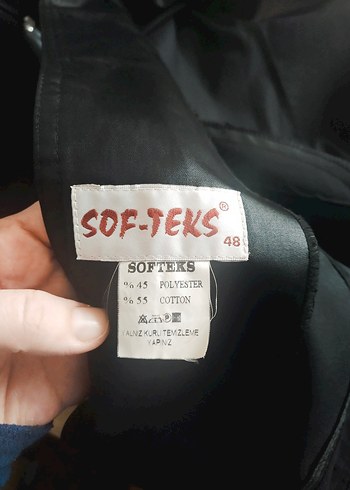 SOF-TEKS®
48
SOFTEKS
%45 POLYESTER
%55 COTTON
YALNIZ KURU TEMİZLEME
YAPINIZ